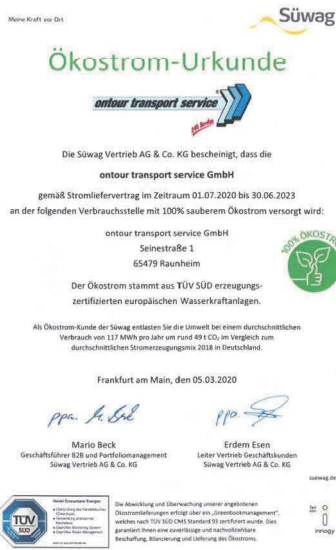 Meine Kraft vor Ort
Süwag
Ökostrom-Urkunde
ontour transport service
Die Süwag Vertrieb AG & Co. KG bescheinigt, dass die
ontour transport service GmbH
gemäß Stromliefervertrag im Zeitraum 01.07.2020 bis 30.06.2023
an der folgenden Verbrauchsstelle mit 100% sauberem Ökostrom versorgt wird:
ontour transport service GmbH
Seinestraße 1
65479 Raunheim
100% ÖKOSTR
Der Ökostrom stammt aus TÜV SÜD erzeugungs-
zertifizierten europäischen Wasserkraftanlagen.
Als Ökostrom-Kunde der Süwag entlasten Sie die Umwelt bei einem durchschnittlichen
Verbrauch von 117 MWh pro Jahr um rund 49 t CO₂ im Vergleich zum
durchschnittlichen Stromerzeugungsmix 2018 in Deutschland.
Frankfurt am Main, den 05.03.2020
ppa.
ppa.
Mario Beck
Geschäftsführer B2B und Portfoliomanagement
Süwag Vertrieb AG & Co. KG
Erdem Esen
Leiter Vertrieb Geschäftskunden
Süwag Vertrieb AG & Co. KG
suewag.de
TÜV
SÜD
Die Abwicklung und Überwachung unserer angebotenen
Ökostromlieferungen erfolgt über ein „Greenbookmanagement",
welches nach TÜV SÜD CMS Standard 93 zertifiziert wurde. Dies
garantiert Ihnen eine zuverlässige und nachvollziehbare
Beschaffung, Bilanzierung und Lieferung des Ökostroms.
innogy